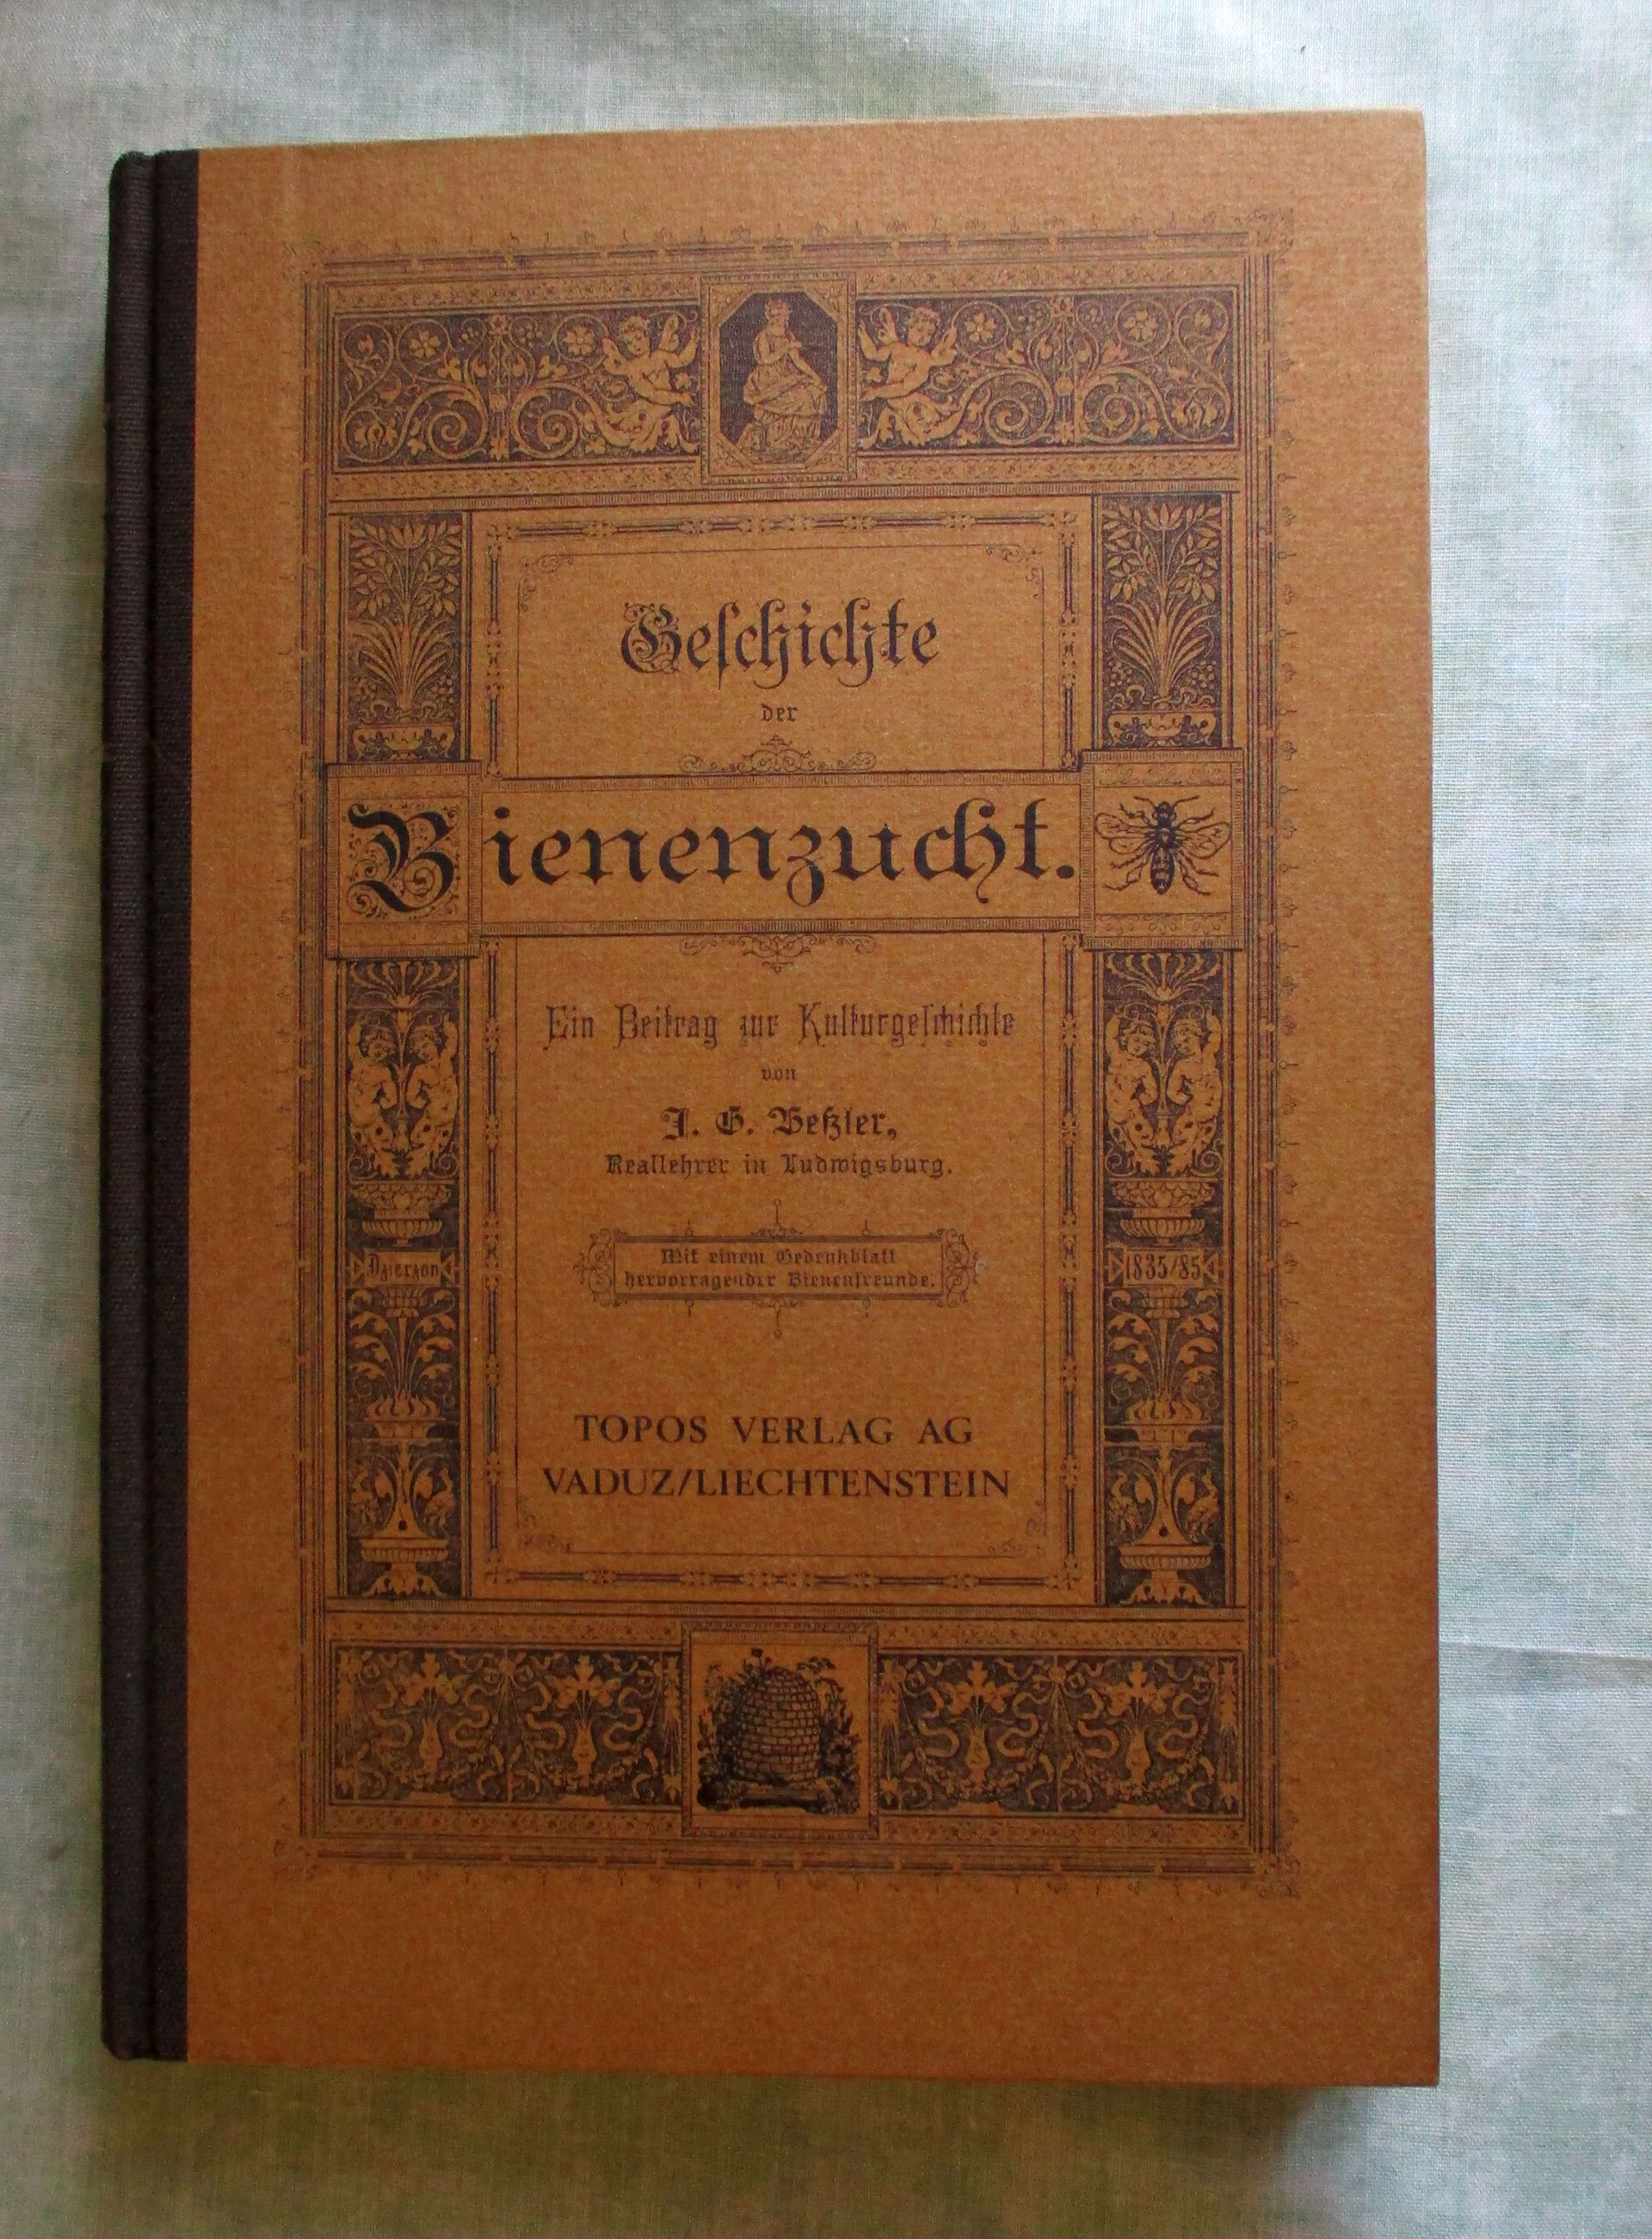 Geſchichte
der
Bienenzucht.
Ein Beitrag zur Kulturgeſchichte
von
J. G. Beßler,
Reallehrer in Ludwigsburg.
Dzierzon
1835/85
Mit einem Gedenkblatt
hervorragender Bienenfreunde.
TOPOS VERLAG AG
VADUZ/LIECHTENSTEIN